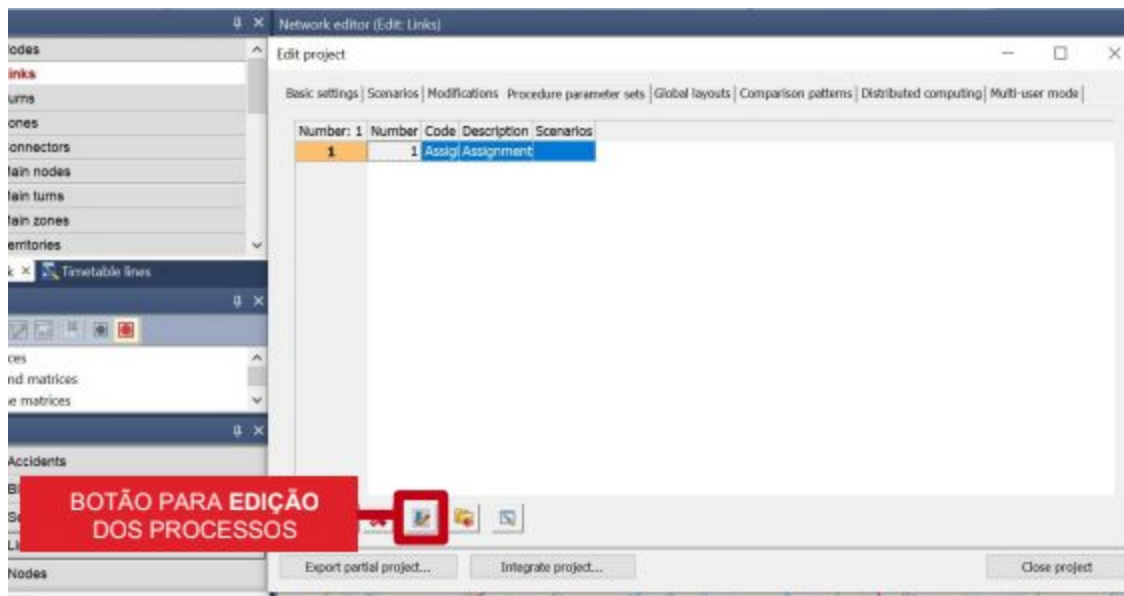 Network editor (Edit: Links)
odes
Edit project
inks
urns
Basic settings Scenarios Modifications Procedure parameter sets Global layouts Comparison patterns Distributed computing Multi-user mode
ones
Number: 1 Number Code Description Scenarios
onnectors
1 1 Assig Assignment
lain nodes
lain turns
lain zones
erritories
k Timetable lines
ces
nd matrices
e matrices
Accidents
BOTÃO PARA EDIÇÃO
DOS PROCESSOS
Nodes
Export partial project... Integrate project... Close project